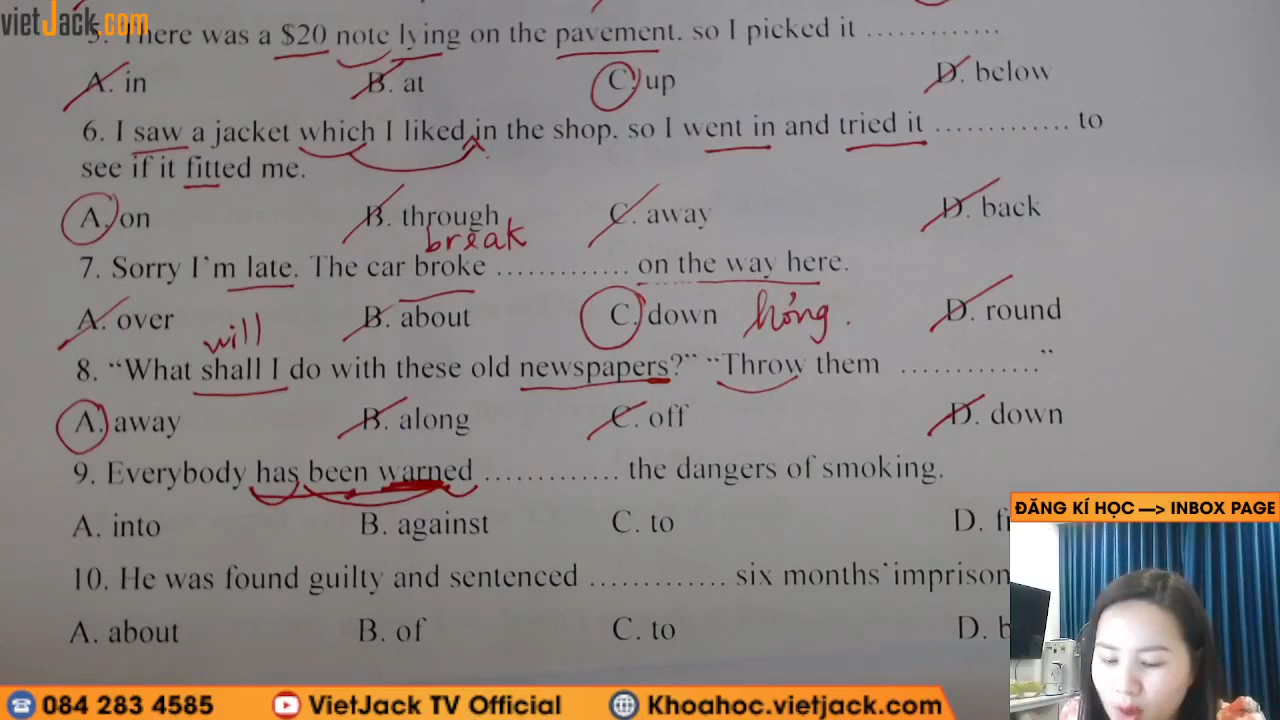 vietJack.com
5. There was a $20 note lying on the pavement. so I picked it .............
A. in B. at C. up D. below
6. I saw a jacket which I liked in the shop. so I went in and tried it ............. to
see if it fitted me.
A. on B. through C. away D. back
break
7. Sorry I'm late. The car broke ............. on the way here.
A. over B. about C. down hỏng. D. round
will
8. “What shall I do with these old newspapers?” “Throw them .............”
A. away B. along C. off D. down
9. Everybody has been warned ............. the dangers of smoking.
A. into B. against C. to D.
ĐĂNG KÍ HỌC —> INBOX PAGE
10. He was found guilty and sentenced ............. six months'
A. about B. of C. to D.
084 283 4585 VietJack TV Official Khoahoc.vietjack.com